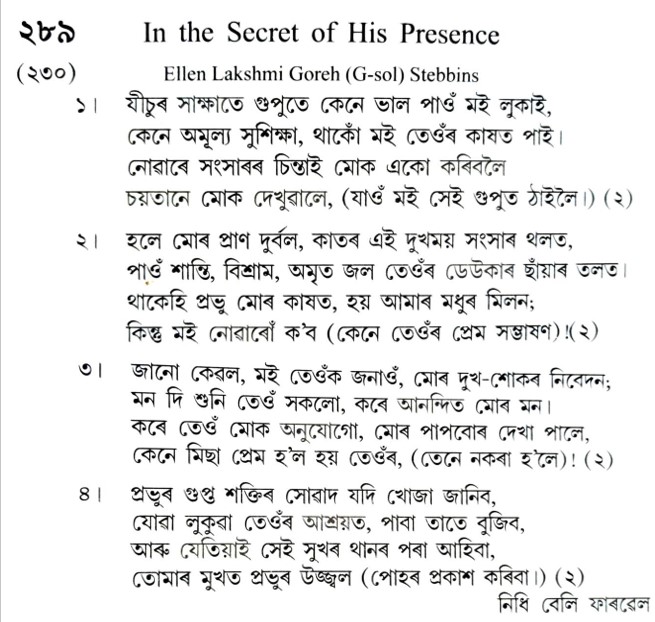 ২৮৯ In the Secret of His Presence
(২৩০) Ellen Lakshmi Goreh (G-sol) Stebbins
১। যীচুৰ সাক্ষাতে গুপুতে কেনে ভাল পাওঁ মই লুকাই,
কেনে অমূল্য সুশিক্ষা, থাকোঁ মই তেওঁৰ কাষত পাই।
নোৱাৰে সংসাৰৰ চিন্তাই মোক একো কৰিবলৈ
চয়তানে মোক দেখুৱালে, (যাওঁ মই সেই গুপুত ঠাইলৈ।) (২)
২। হলে মোৰ প্ৰাণ দুৰ্বল, কাতৰ এই দুখময় সংসাৰ থলত,
পাওঁ শান্তি, বিশ্ৰাম, অমৃত জল তেওঁৰ ডেউকাৰ ছাঁয়াৰ তলত।
থাকেহি প্ৰভু মোৰ কাষত, হয় আমাৰ মধুৰ মিলন;
কিন্তু মই নোৱাৰোঁ ক’ব (কেনে তেওঁৰ প্ৰেম সম্ভাষণ)!(২)
৩। জানো কেৱল, মই তেওঁক জনাওঁ, মোৰ দুখ-শোকৰ নিবেদন;
মন দি শুনি তেওঁ সকলো, কৰে আনন্দিত মোৰ মন।
কৰে তেওঁ মোক অনুযোগো, মোৰ পাপবোৰ দেখা পালে,
কেনে মিছা প্ৰেম হ’ল হয় তেওঁৰ, (তেনে নকৰা হ’লে)! (২)
৪। প্ৰভুৰ গুপ্ত শক্তিৰ সোৱাদ যদি খোজা জানিব,
যোৱা লুকুৱা তেওঁৰ আশ্ৰয়ত, পাবা তাতে বুজিব,
আৰু যেতিয়াই সেই সুখৰ থানৰ পৰা আহিবা,
তোমাৰ মুখত প্ৰভুৰ উজ্জ্বল (পোহৰ প্ৰকাশ কৰিবা।) (২)
নিধি বেলি ফাৰৱেল